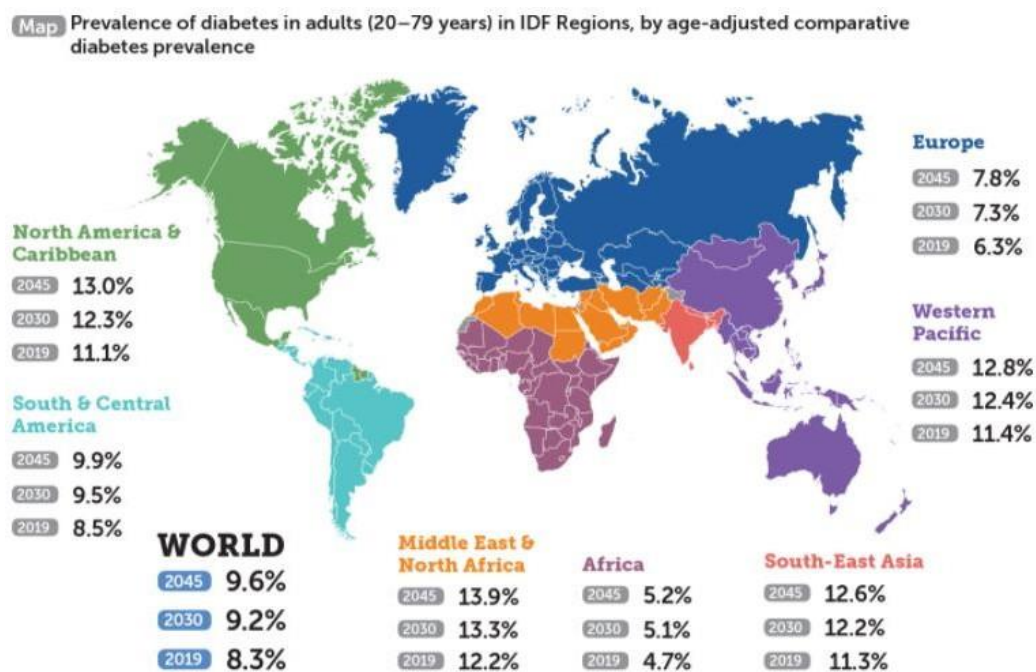 Map Prevalence of diabetes in adults (20–79 years) in IDF Regions, by age-adjusted comparative
diabetes prevalence
North America &
Caribbean
2045 13.0%
2030 12.3%
2019 11.1%
South & Central
America
2045 9.9%
2030 9.5%
2019 8.5%
WORLD
2045 9.6%
2030 9.2%
2019 8.3%
Middle East &
North Africa
2045 13.9%
2030 13.3%
2019 12.2%
Africa
2045 5.2%
2030 5.1%
2019 4.7%
South-East Asia
2045 12.6%
2030 12.2%
2019 11.3%
Europe
2045 7.8%
2030 7.3%
2019 6.3%
Western
Pacific
2045 12.8%
2030 12.4%
2019 11.4%